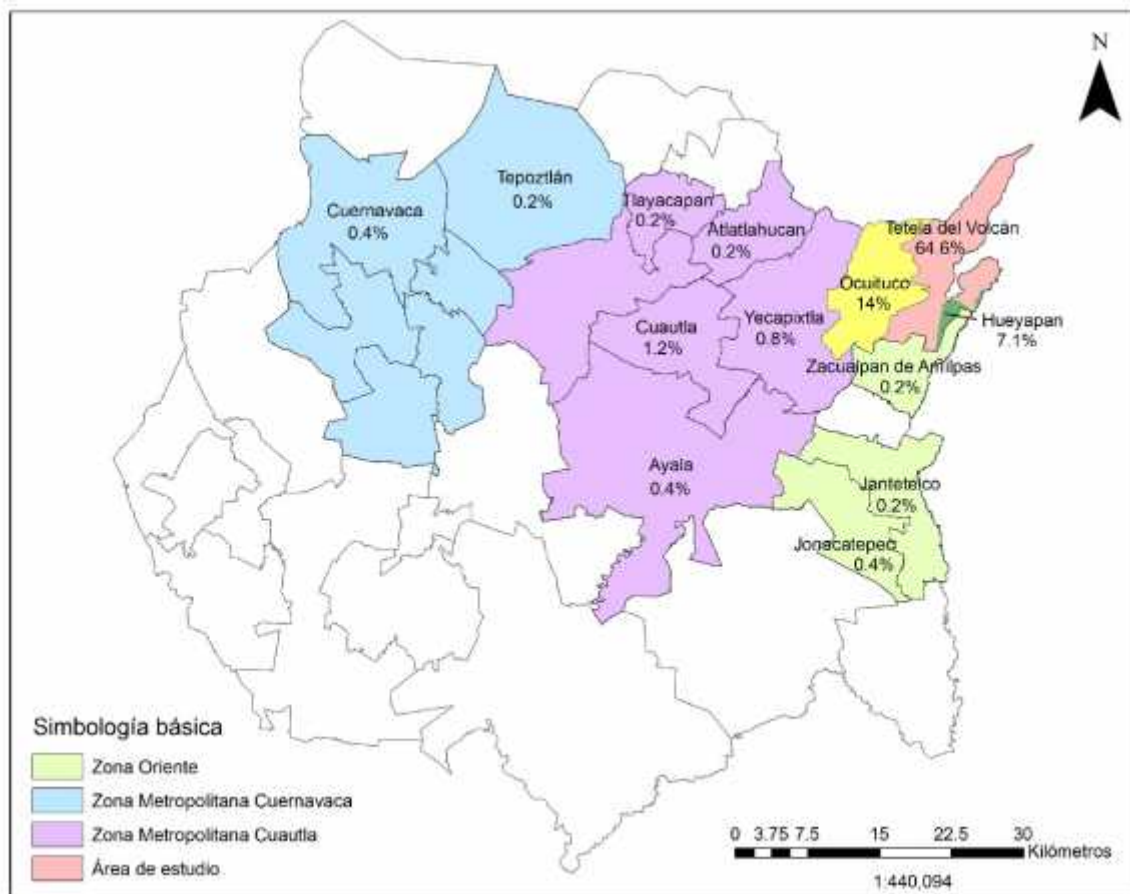 N
Tepoztlán
0.2%
Cuernavaca
0.4%
Tlayacapan
0.2%
Atlatlahucan
0.2%
Tetela del Volcán
64.6%
Ocuituco
14%
Hueyapan
7.1%
Cuautla
1.2%
Yecapixtla
0.8%
Zacualpan de Amilpas
0.2%
Ayala
0.4%
Jantetelco
0.2%
Jonacatepec
0.4%
Simbología básica
Zona Oriente
Zona Metropolitana Cuernavaca
Zona Metropolitana Cuautla
Área de estudio
0 3.75 7.5 15 22.5 30
Kilómetros
1:440,094